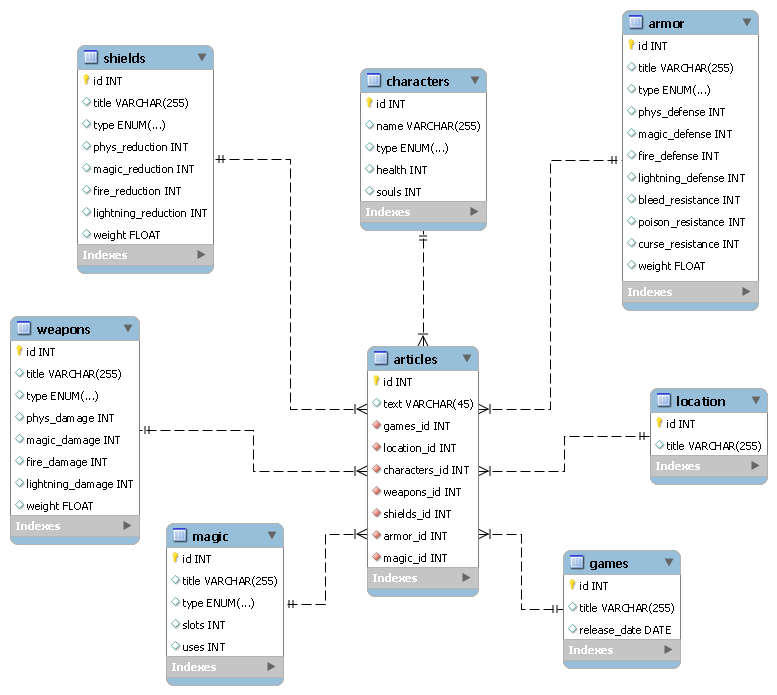 shields
id INT
title VARCHAR(255)
type ENUM(...)
phys_reduction INT
magic_reduction INT
fire_reduction INT
lightning_reduction INT
weight FLOAT
Indexes
characters
id INT
name VARCHAR(255)
type ENUM(...)
health INT
souls INT
Indexes
armor
id INT
title VARCHAR(255)
type ENUM(...)
phys_defense INT
magic_defense INT
fire_defense INT
lightning_defense INT
bleed_resistance INT
poison_resistance INT
curse_resistance INT
weight FLOAT
Indexes
weapons
id INT
title VARCHAR(255)
type ENUM(...)
phys_damage INT
magic_damage INT
fire_damage INT
lightning_damage INT
weight FLOAT
Indexes
articles
id INT
text VARCHAR(45)
games_id INT
location_id INT
characters_id INT
weapons_id INT
shields_id INT
armor_id INT
magic_id INT
Indexes
location
id INT
title VARCHAR(255)
Indexes
magic
id INT
title VARCHAR(255)
type ENUM(...)
slots INT
uses INT
Indexes
games
id INT
title VARCHAR(255)
release_date DATE
Indexes